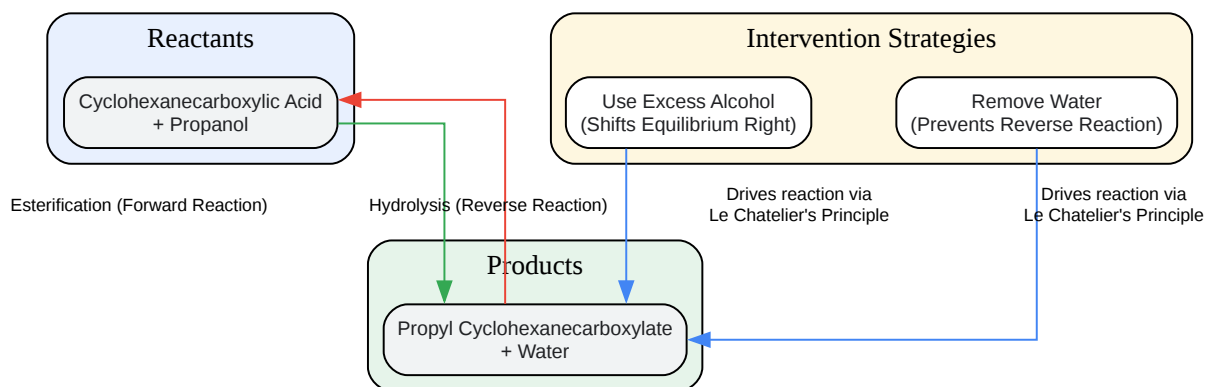 Reactants
Cyclohexanecarboxylic Acid
+ Propanol
Intervention Strategies
Use Excess Alcohol
(Shifts Equilibrium Right)
Remove Water
(Prevents Reverse Reaction)
Esterification (Forward Reaction)
Hydrolysis (Reverse Reaction)
Drives reaction via
Le Chatelier's Principle
Drives reaction via
Le Chatelier's Principle
Products
Propyl Cyclohexanecarboxylate
+ Water